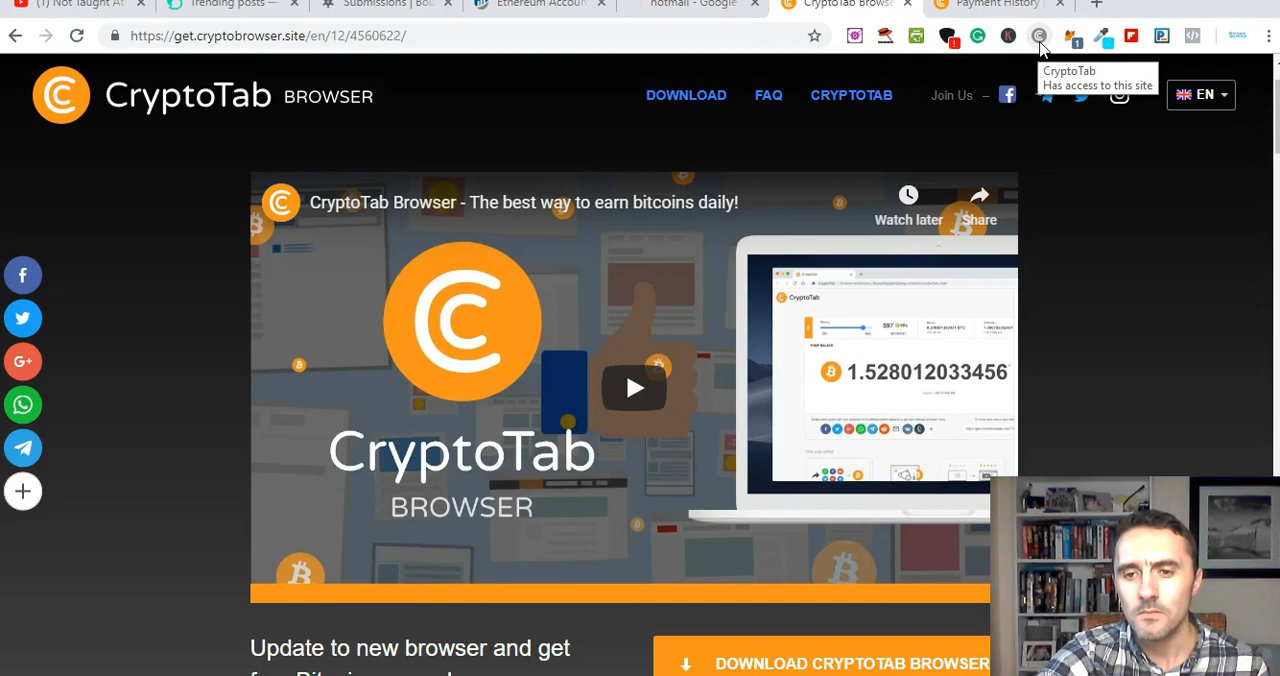 (1) Not Taught At
Trending posts —
Submissions | Bou
Ethereum Accoun
hotmail - Google
CryptoTab Browse
Payment History
https://get.cryptobrowser.site/en/12/4560622/
CryptoTab
Has access to this site
CryptoTab BROWSER
DOWNLOAD
FAQ
CRYPTOTAB
Join Us –
EN
CryptoTab Browser - The best way to earn bitcoins daily!
Watch later
Share
CryptoTab
1.528012033456
CryptoTab
BROWSER
Update to new browser and get
DOWNLOAD CRYPTOTAB BROWSER